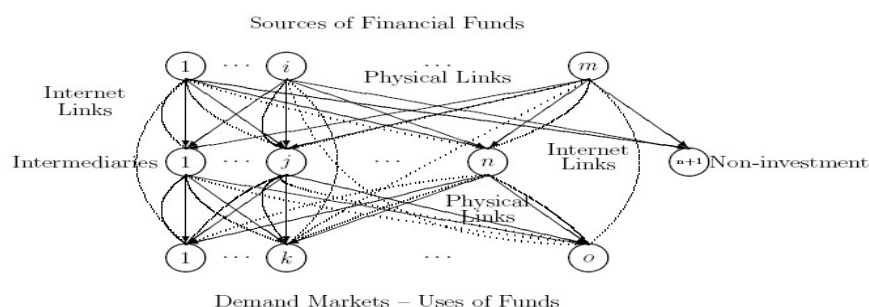 Sources of Financial Funds
1 · · · i · · · m
Physical Links
Internet
Links
Intermediaries 1 · · · j · · · n n+1 Non-investment
Internet
Links
Physical
Links
1 · · · k · · · o
Demand Markets – Uses of Funds